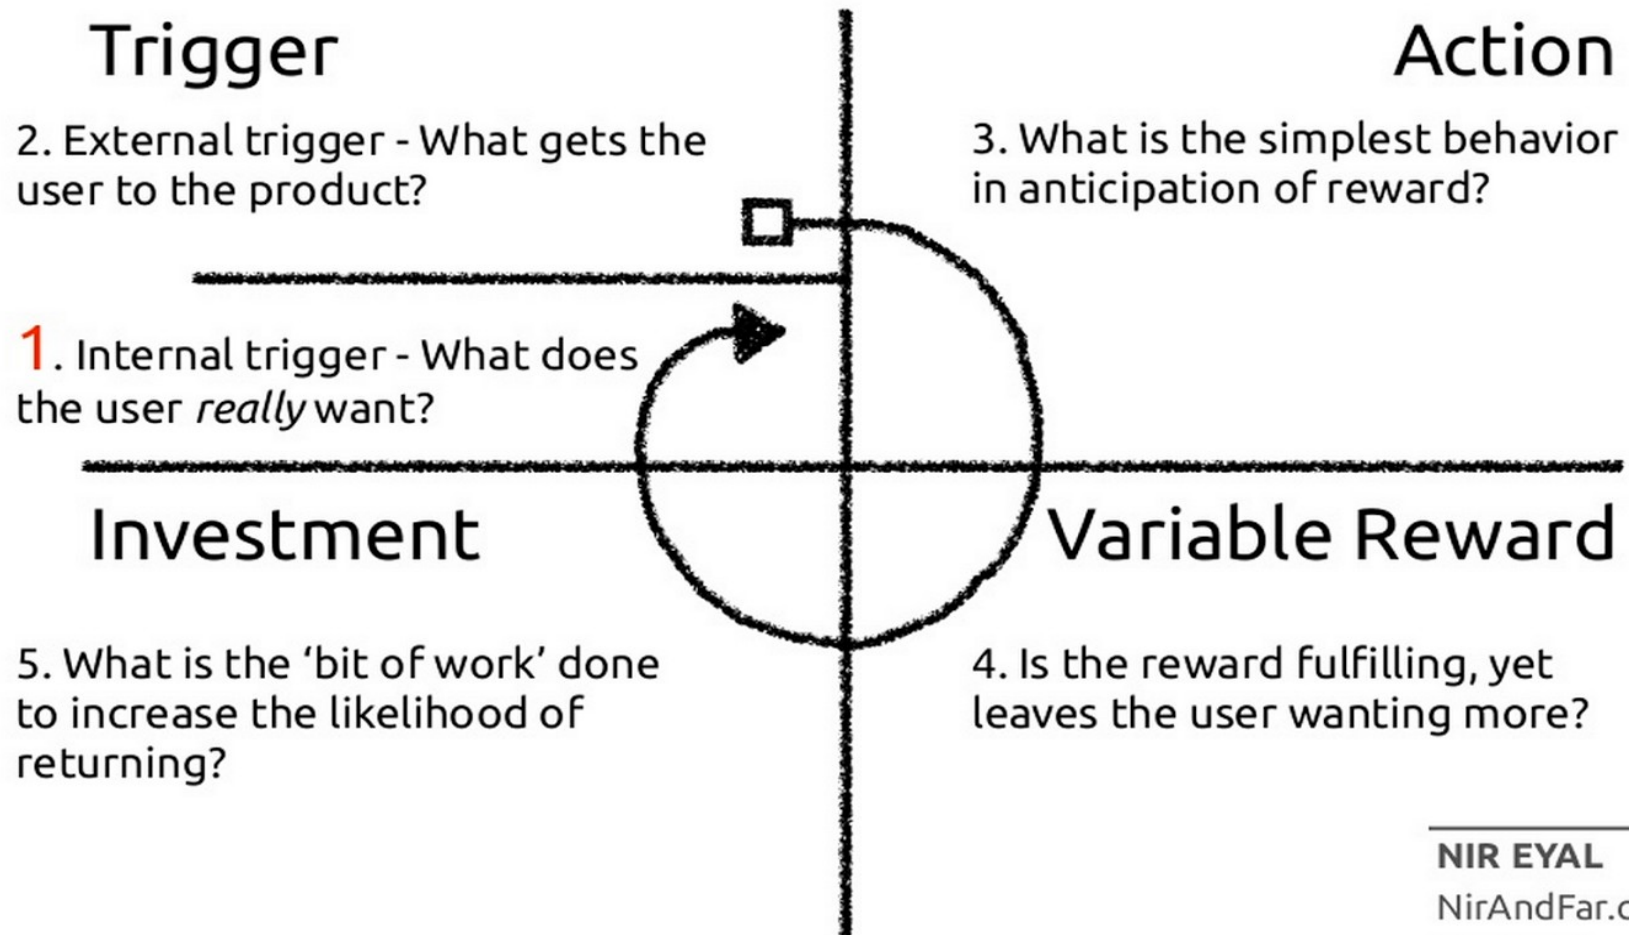 Trigger
2. External trigger - What gets the
user to the product?
1. Internal trigger - What does
the user really want?
Action
3. What is the simplest behavior
in anticipation of reward?
Investment
5. What is the ‘bit of work’ done
to increase the likelihood of
returning?
Variable Reward
4. Is the reward fulfilling, yet
leaves the user wanting more?
NIR EYAL
NirAndFar.c